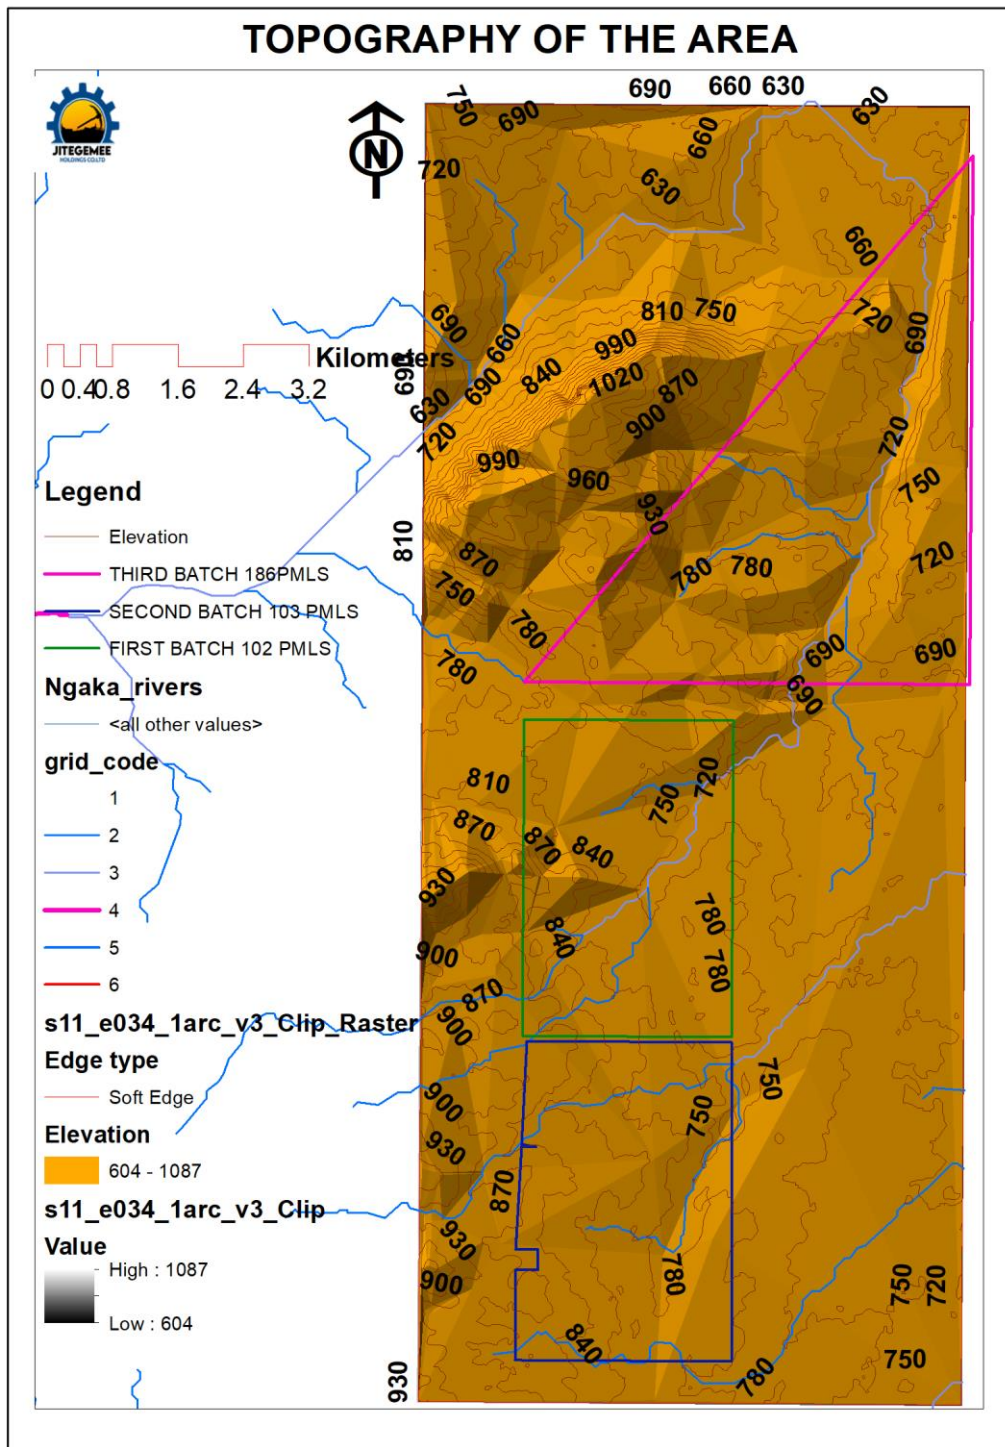 TOPOGRAPHY OF THE AREA
JITEGEMEE
HOLDINGS CO.LTD
N
Kilometers
0 0.4 0.8 1.6 2.4 3.2
Legend
Elevation
THIRD BATCH 186PMLS
SECOND BATCH 103 PMLS
FIRST BATCH 102 PMLS
Ngaka_rivers
<all other values>
grid_code
1
2
3
4
5
6
s11_e034_1arc_v3_Clip_Raster
Edge type
Soft Edge
Elevation
604 - 1087
s11_e034_1arc_v3_Clip
Value
High : 1087
Low : 604
690 660 630
750 690 630
660
720
630
660
810 750 720
690 690
660 990
690 840 1020 870
690
630
900
720 720
990 960 750
930
810
870 720
750 780 780
780
780 690 690
690
810 750 720
870 870 840
930
780
900 840 780
870
900
900 750 750
930
870
930
900 780 750 720
840 750
930 780